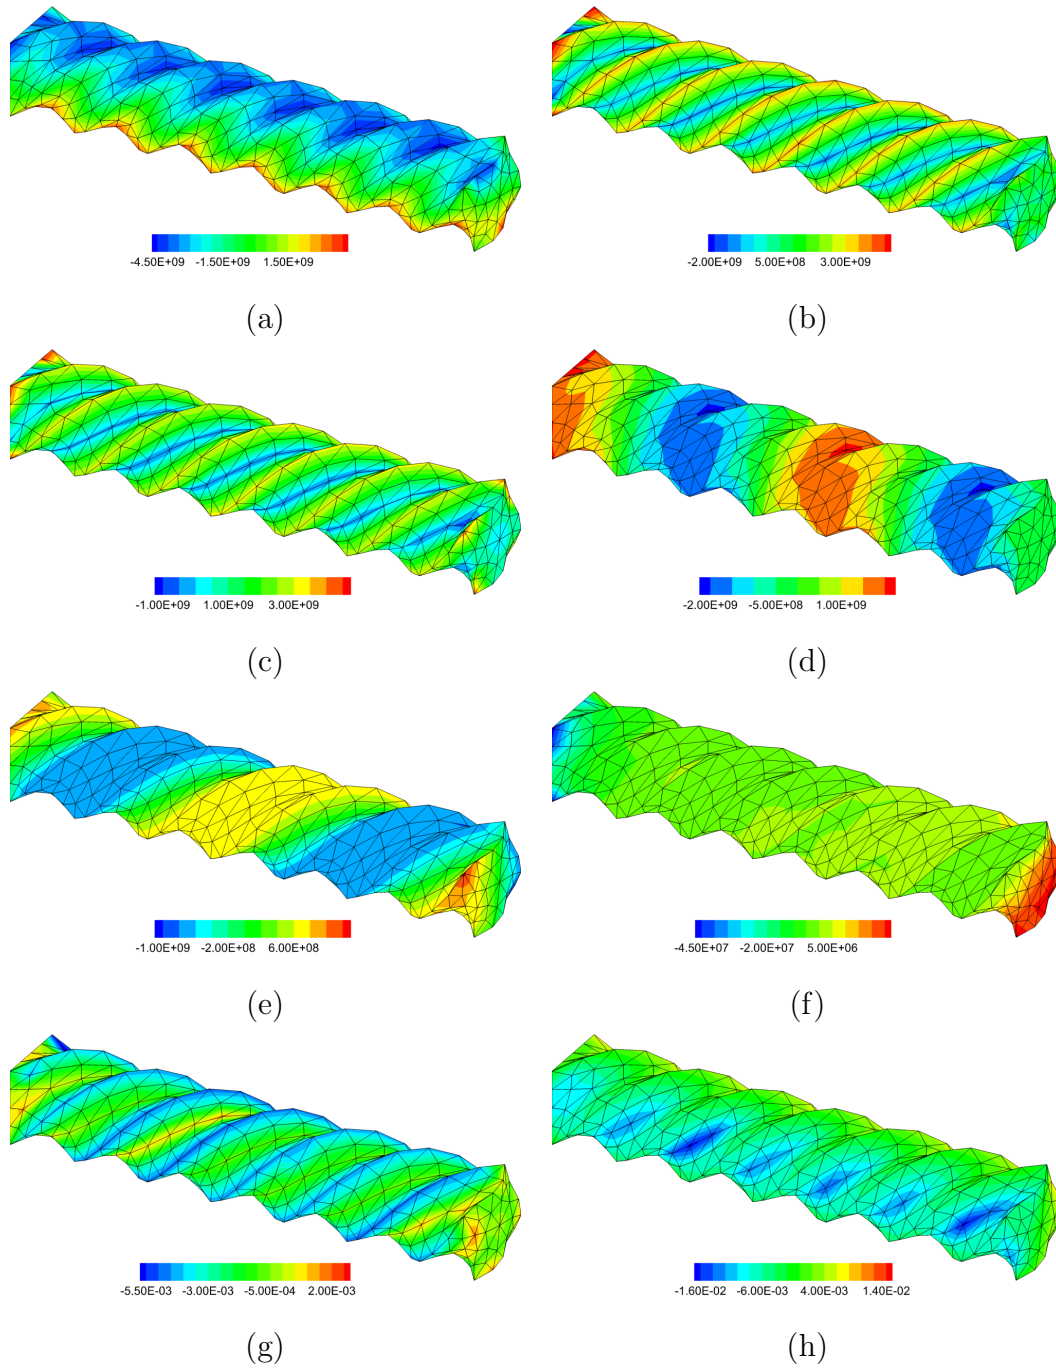 -4.50E+09 -1.50E+09 1.50E+09
-2.00E+09 5.00E+08 3.00E+09
(a)
(b)
-1.00E+09 1.00E+09 3.00E+09
-2.00E+09 -5.00E+08 1.00E+09
(c)
(d)
-1.00E+09 -2.00E+08 6.00E+08
-4.50E+07 -2.00E+07 5.00E+06
(e)
(f)
-5.50E-03 -3.00E-03 -5.00E-04 2.00E-03
-1.60E-02 -6.00E-03 4.00E-03 1.40E-02
(g)
(h)